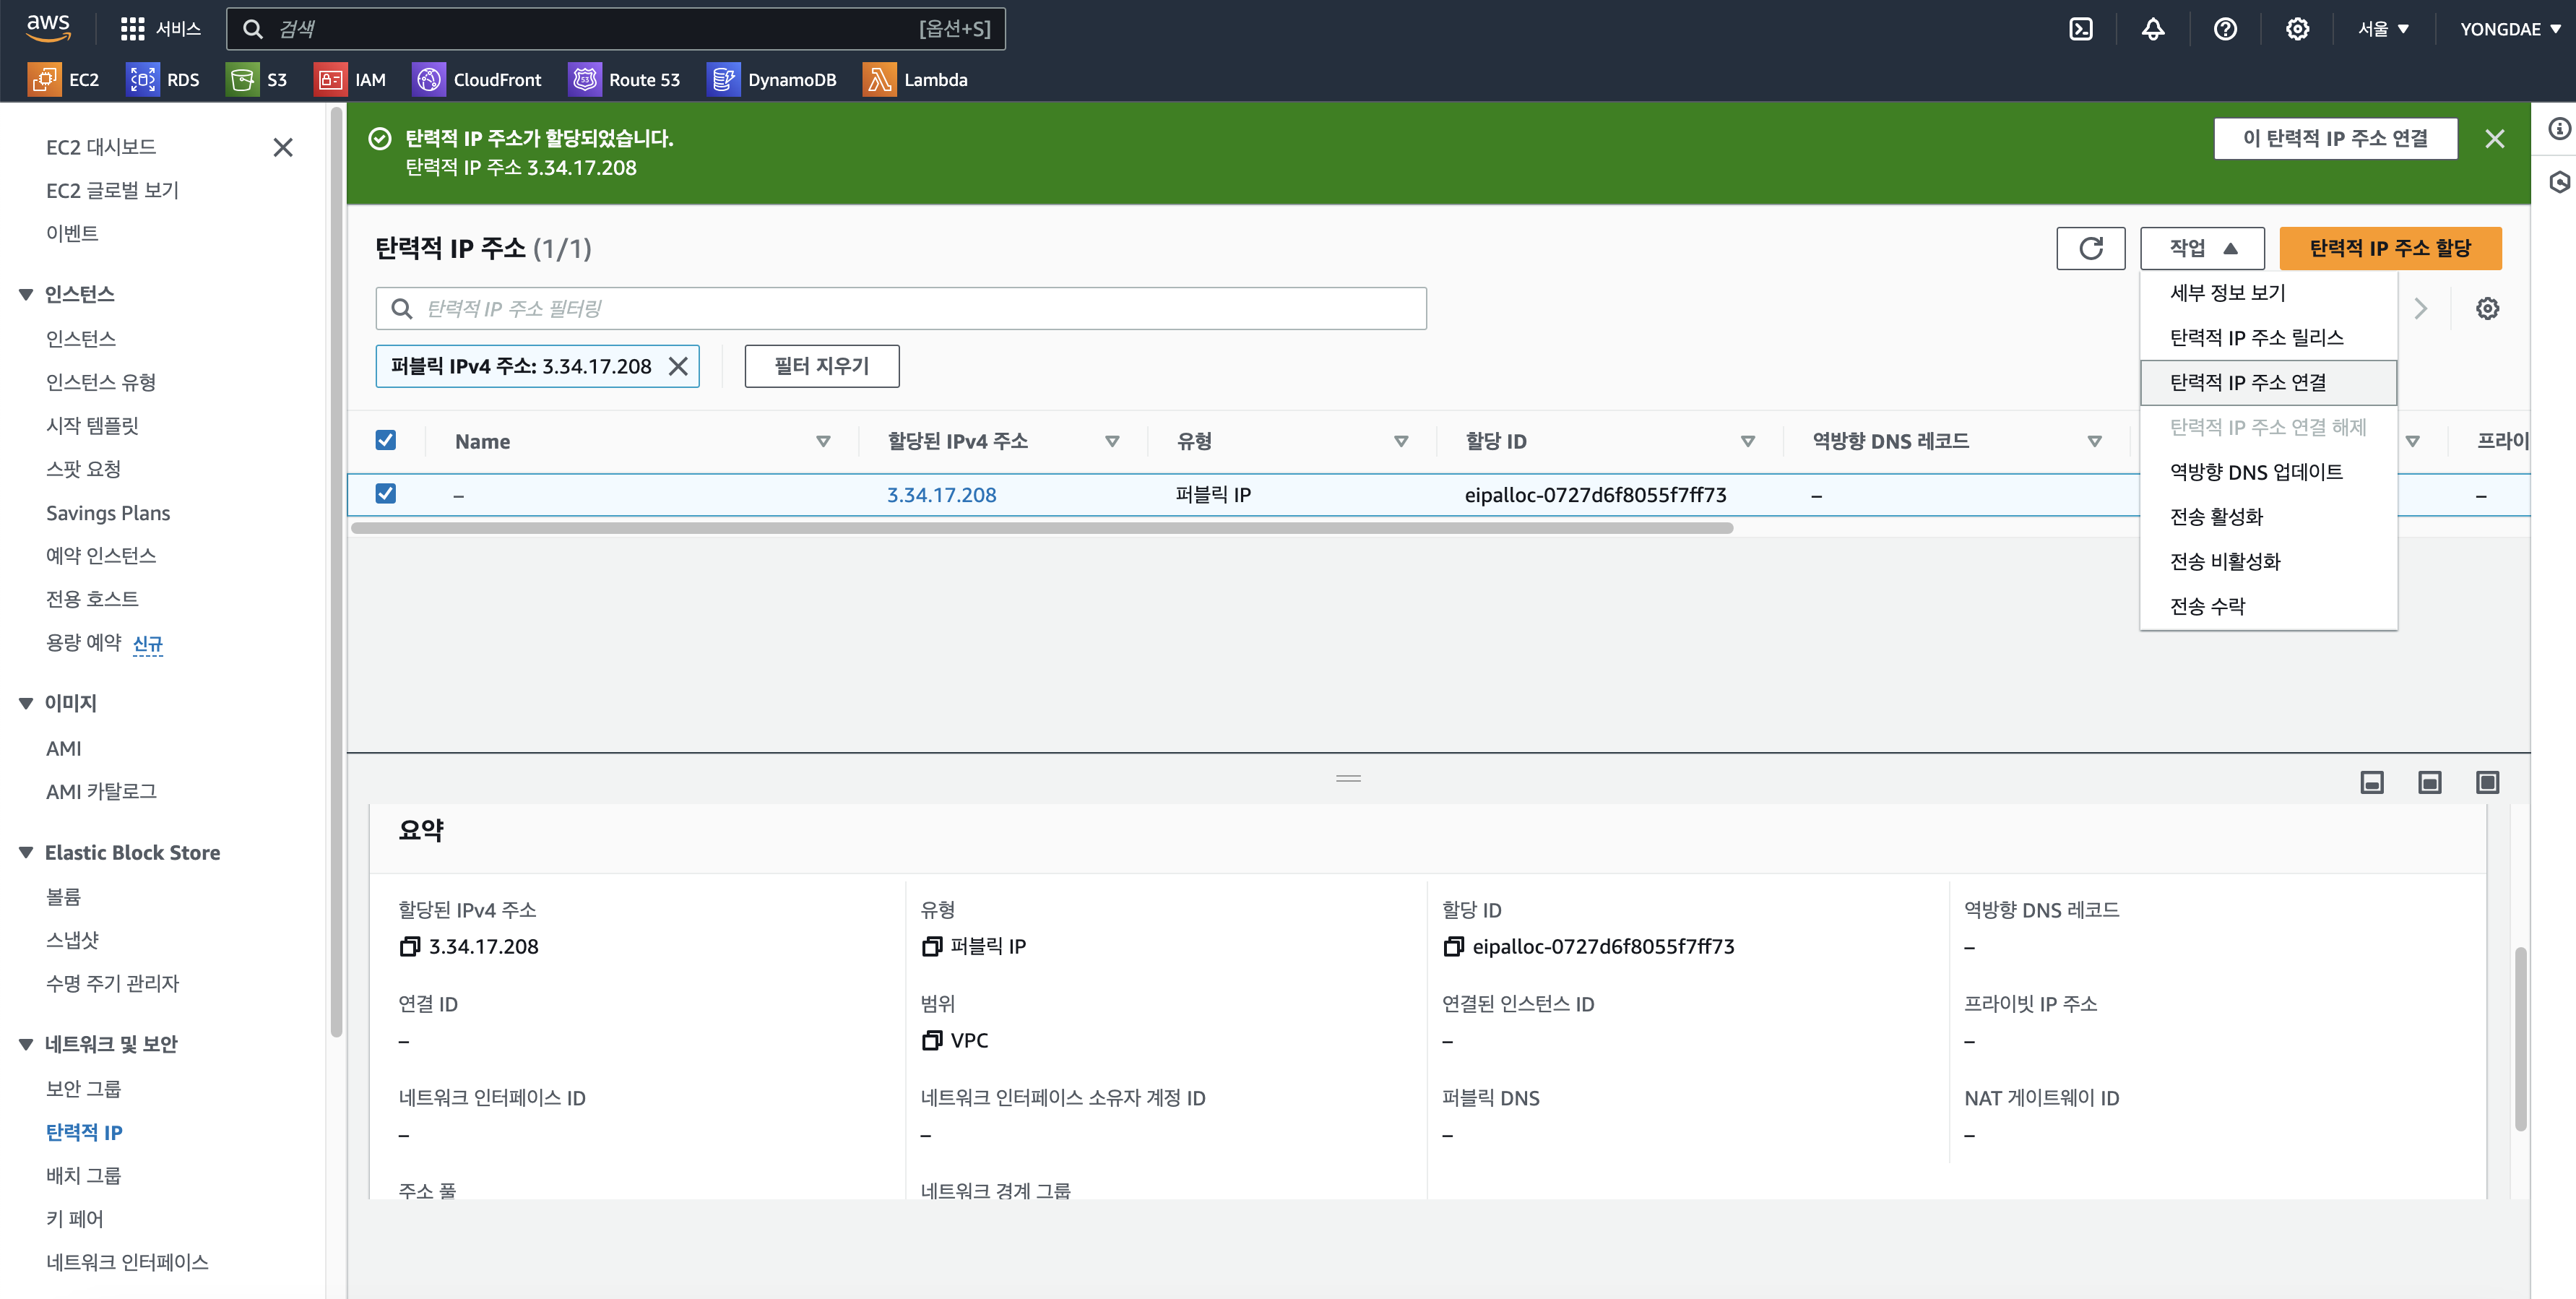 aws
서비스
검색
[옵션+S]
서울
YONGDAE
EC2
RDS
S3
IAM
CloudFront
Route 53
DynamoDB
Lambda
EC2 대시보드
EC2 글로벌 보기
이벤트
인스턴스
인스턴스
인스턴스 유형
시작 템플릿
스팟 요청
Savings Plans
예약 인스턴스
전용 호스트
용량 예약 신규
이미지
AMI
AMI 카탈로그
Elastic Block Store
볼륨
스냅샷
수명 주기 관리자
네트워크 및 보안
보안 그룹
탄력적 IP
배치 그룹
키 페어
네트워크 인터페이스
탄력적 IP 주소가 할당되었습니다.
탄력적 IP 주소 3.34.17.208
이 탄력적 IP 주소 연결
탄력적 IP 주소 (1/1)
작업
탄력적 IP 주소 할당
탄력적 IP 주소 필터링
퍼블릭 IPv4 주소: 3.34.17.208
필터 지우기
세부 정보 보기
탄력적 IP 주소 릴리스
탄력적 IP 주소 연결
탄력적 IP 주소 연결 해제
역방향 DNS 업데이트
전송 활성화
전송 비활성화
전송 수락
Name
할당된 IPv4 주소
유형
할당 ID
역방향 DNS 레코드
프라이
–
3.34.17.208
퍼블릭 IP
eipalloc-0727d6f8055f7ff73
–
–
요약
할당된 IPv4 주소
3.34.17.208
유형
퍼블릭 IP
할당 ID
eipalloc-0727d6f8055f7ff73
역방향 DNS 레코드
–
연결 ID
–
범위
VPC
연결된 인스턴스 ID
–
프라이빗 IP 주소
–
네트워크 인터페이스 ID
–
네트워크 인터페이스 소유자 계정 ID
–
퍼블릭 DNS
–
NAT 게이트웨이 ID
–
주소 풀
네트워크 경계 그룹